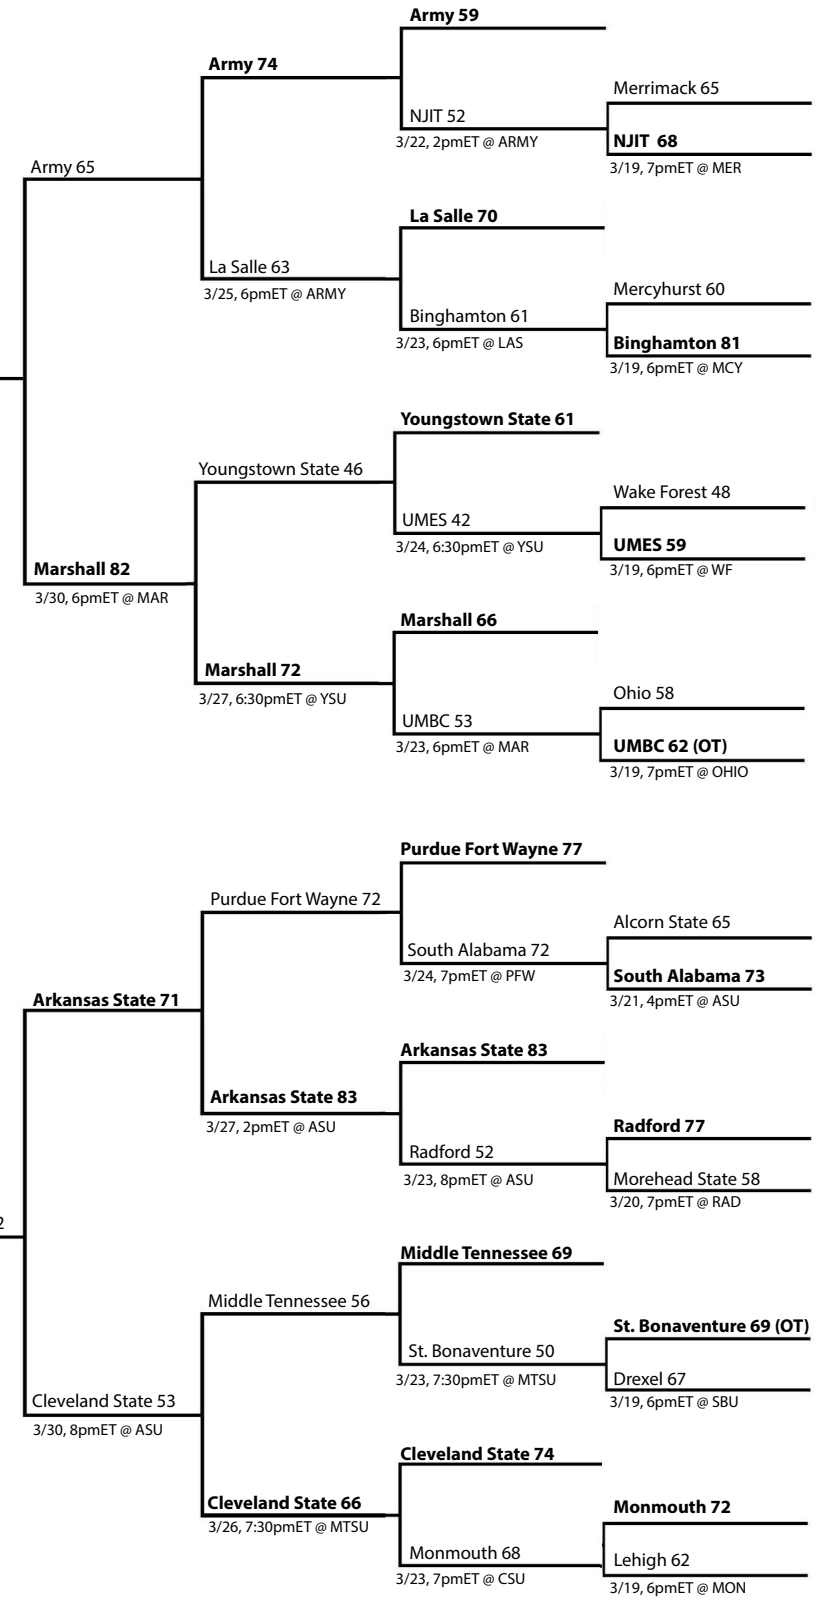 Army 59
Army 74
Merrimack 65
NJIT 52
3/22, 2pmET @ ARMY
NJIT 68
3/19, 7pmET @ MER
Army 65
La Salle 70
La Salle 63
3/25, 6pmET @ ARMY
Mercyhurst 60
Binghamton 61
3/23, 6pmET @ LAS
Binghamton 81
3/19, 6pmET @ MCY
Youngstown State 61
Youngstown State 46
Wake Forest 48
UMES 42
3/24, 6:30pmET @ YSU
UMES 59
3/19, 6pmET @ WF
Marshall 82
3/30, 6pmET @ MAR
Marshall 66
Marshall 72
3/27, 6:30pmET @ YSU
Ohio 58
UMBC 53
3/23, 6pmET @ MAR
UMBC 62 (OT)
3/19, 7pmET @ OHIO
Purdue Fort Wayne 77
Purdue Fort Wayne 72
Alcorn State 65
South Alabama 72
3/24, 7pmET @ PFW
South Alabama 73
3/21, 4pmET @ ASU
Arkansas State 71
Arkansas State 83
Arkansas State 83
3/27, 2pmET @ ASU
Radford 77
Radford 52
3/23, 8pmET @ ASU
Morehead State 58
3/20, 7pmET @ RAD
2
Middle Tennessee 69
Middle Tennessee 56
St. Bonaventure 69 (OT)
St. Bonaventure 50
3/23, 7:30pmET @ MTSU
Drexel 67
3/19, 6pmET @ SBU
Cleveland State 53
3/30, 8pmET @ ASU
Cleveland State 74
Cleveland State 66
3/26, 7:30pmET @ MTSU
Monmouth 72
Monmouth 68
3/23, 7pmET @ CSU
Lehigh 62
3/19, 6pmET @ MON